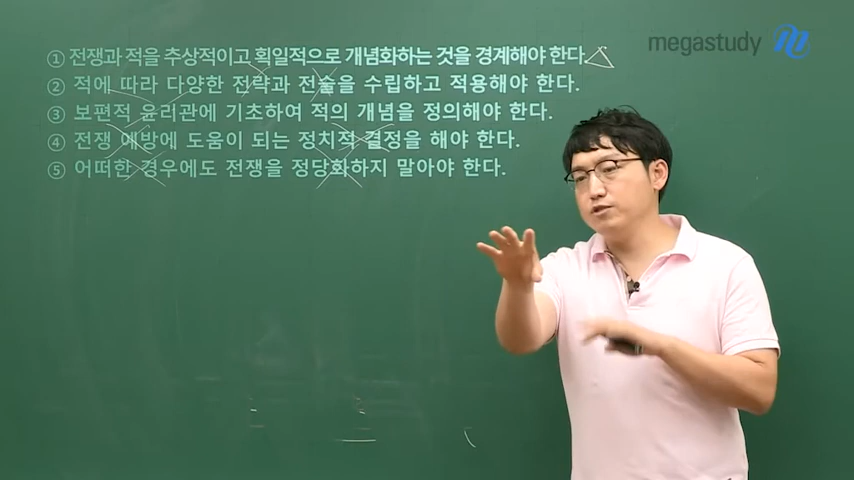 megastudy
① 전쟁과 적을 추상적이고 획일적으로 개념화하는 것을 경계해야 한다.
② 적에 따라 다양한 전략과 전술을 수립하고 적용해야 한다.
③ 보편적 윤리관에 기초하여 적의 개념을 정의해야 한다.
④ 전쟁 예방에 도움이 되는 정치적 결정을 해야 한다.
⑤ 어떠한 경우에도 전쟁을 정당화하지 말아야 한다.